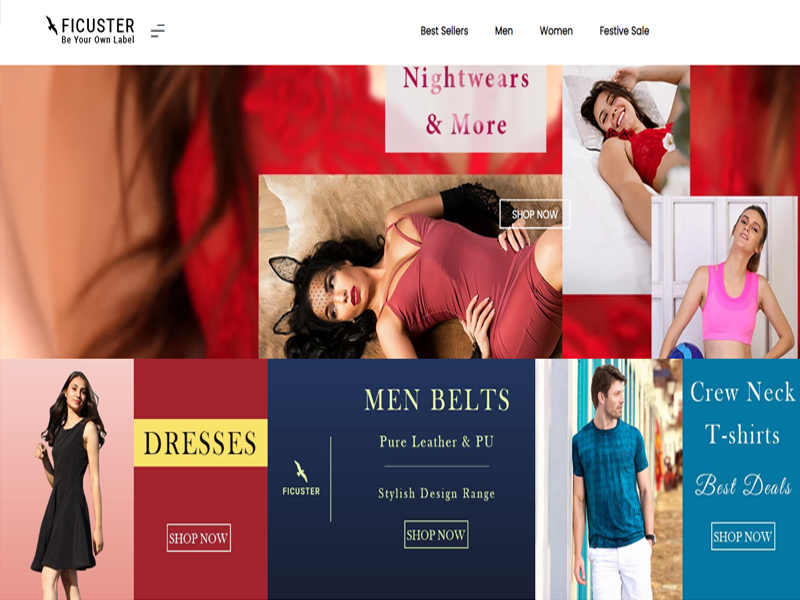 FICUSTER
Be Your Own Label
Best Sellers
Men
Women
Festive Sale
Nightwears
& More
SHOP NOW
DRESSES
SHOP NOW
FICUSTER
MEN BELTS
Pure Leather & PU
Stylish Design Range
SHOP NOW
Crew Neck
T-shirts
Best Deals
SHOP NOW